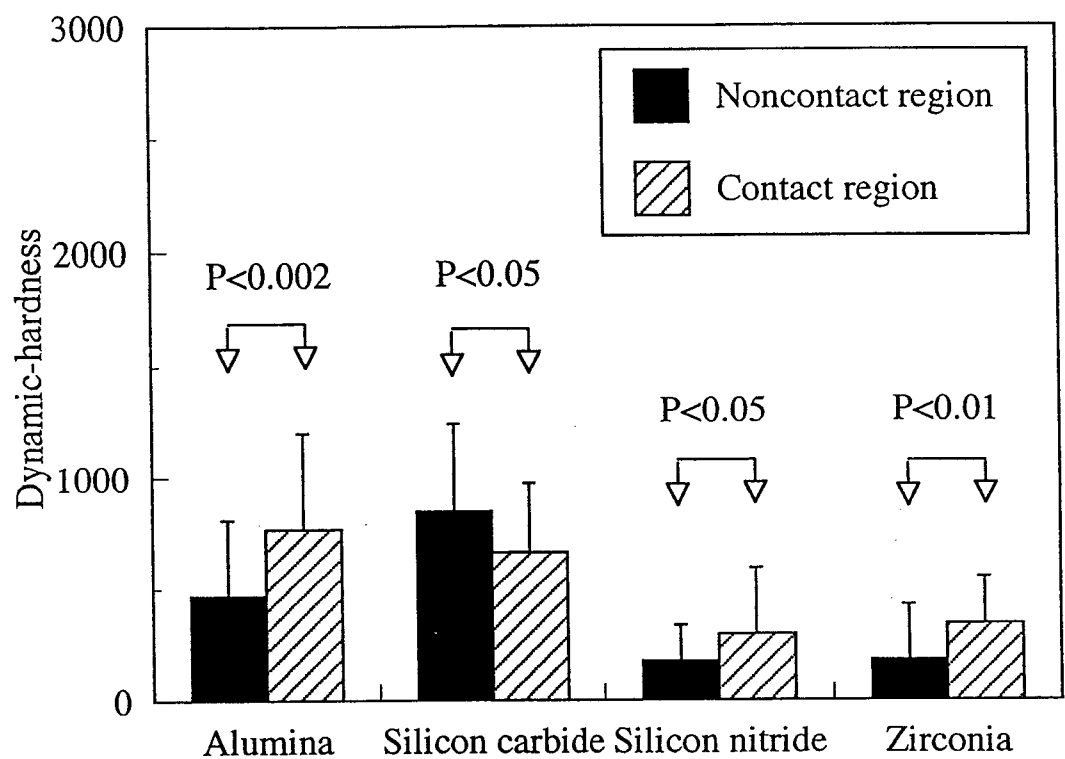 3000
Noncontact region
Contact region
2000
P<0.002
P<0.05
Dynamic-hardness
P<0.05
P<0.01
1000
0
Alumina
Silicon carbide
Silicon nitride
Zirconia